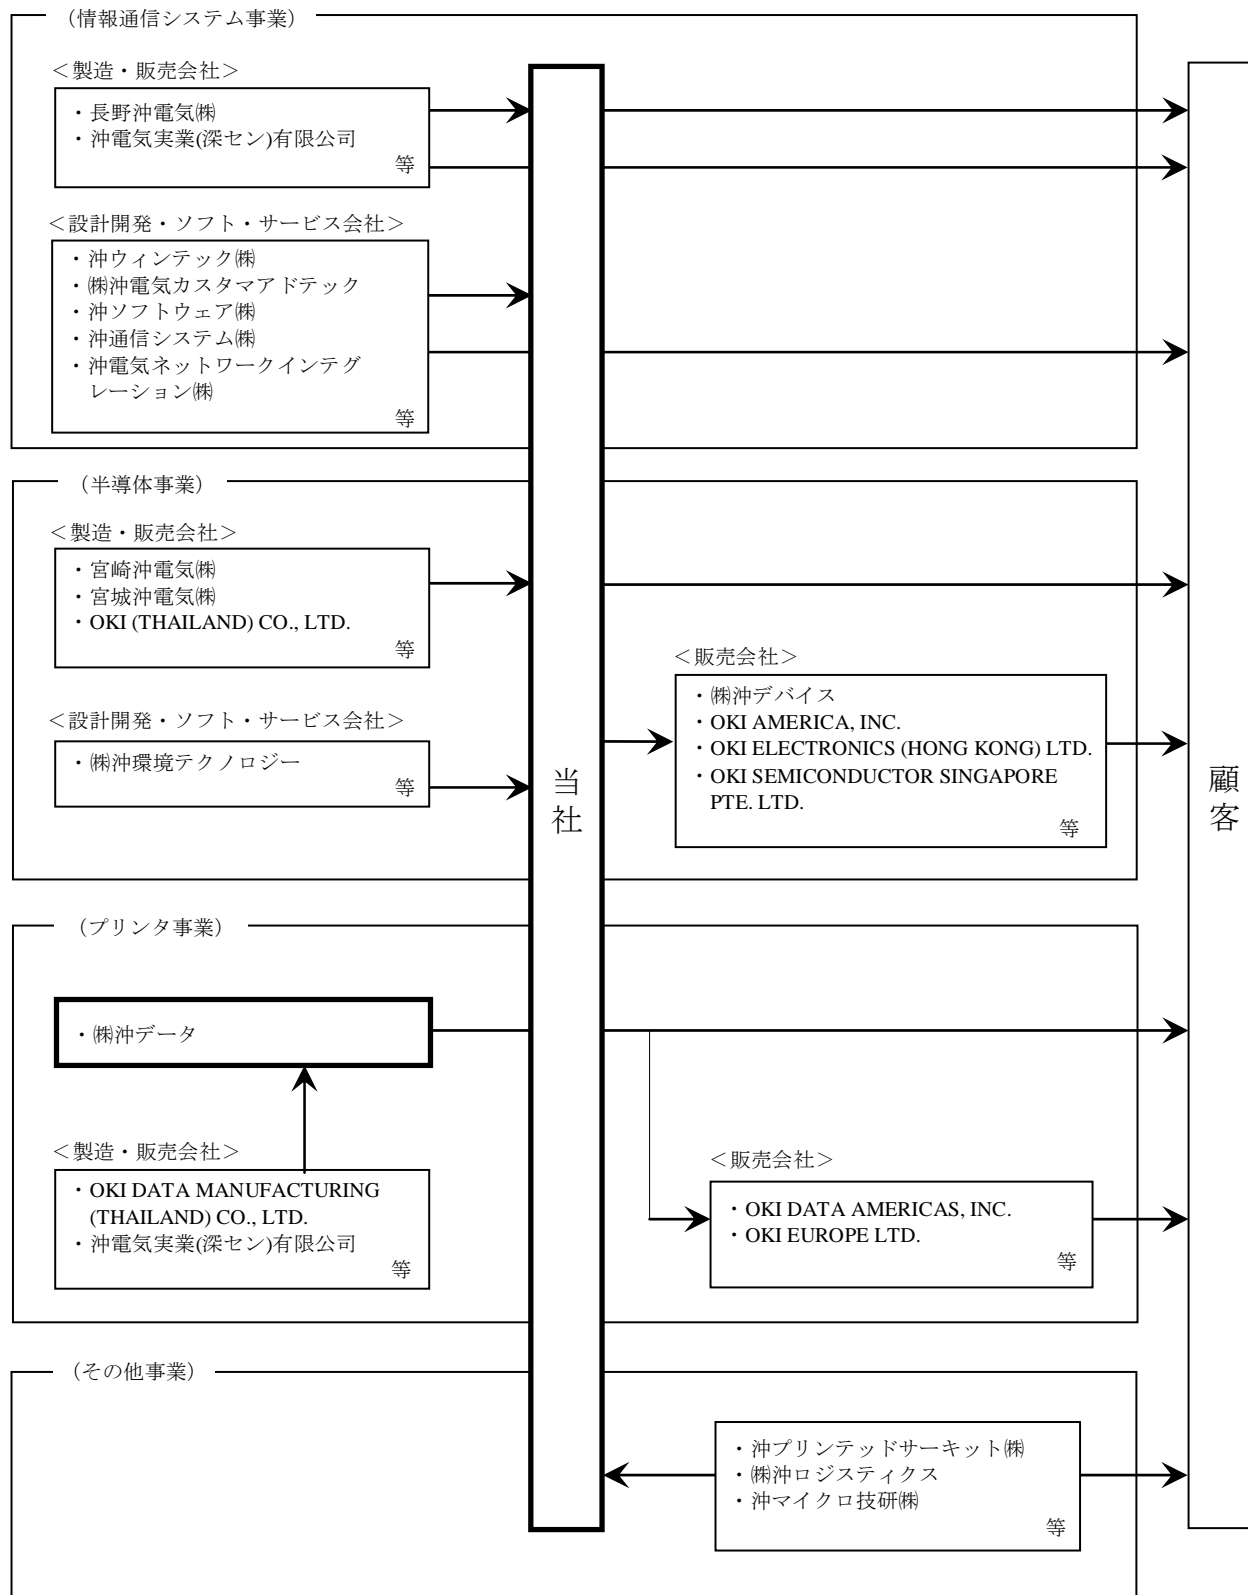 （情報通信システム事業）
＜製造・販売会社＞
・長野沖電気㈱
・沖電気実業(深セン)有限公司
等
＜設計開発・ソフト・サービス会社＞
・沖ウィンテック㈱
・㈱沖電気カスタマアドテック
・沖ソフトウェア㈱
・沖通信システム㈱
・沖電気ネットワークインテグ
レーション㈱
等
（半導体事業）
＜製造・販売会社＞
・宮崎沖電気㈱
・宮城沖電気㈱
・OKI (THAILAND) CO., LTD.
等
＜設計開発・ソフト・サービス会社＞
・㈱沖環境テクノロジー
等
＜販売会社＞
・㈱沖デバイス
・OKI AMERICA, INC.
・OKI ELECTRONICS (HONG KONG) LTD.
・OKI SEMICONDUCTOR SINGAPORE
PTE. LTD.
等
当社
顧客
（プリンタ事業）
・㈱沖データ
＜製造・販売会社＞
・OKI DATA MANUFACTURING
(THAILAND) CO., LTD.
・沖電気実業(深セン)有限公司
等
＜販売会社＞
・OKI DATA AMERICAS, INC.
・OKI EUROPE LTD.
等
（その他事業）
・沖プリンテッドサーキット㈱
・㈱沖ロジスティクス
・沖マイクロ技研㈱
等